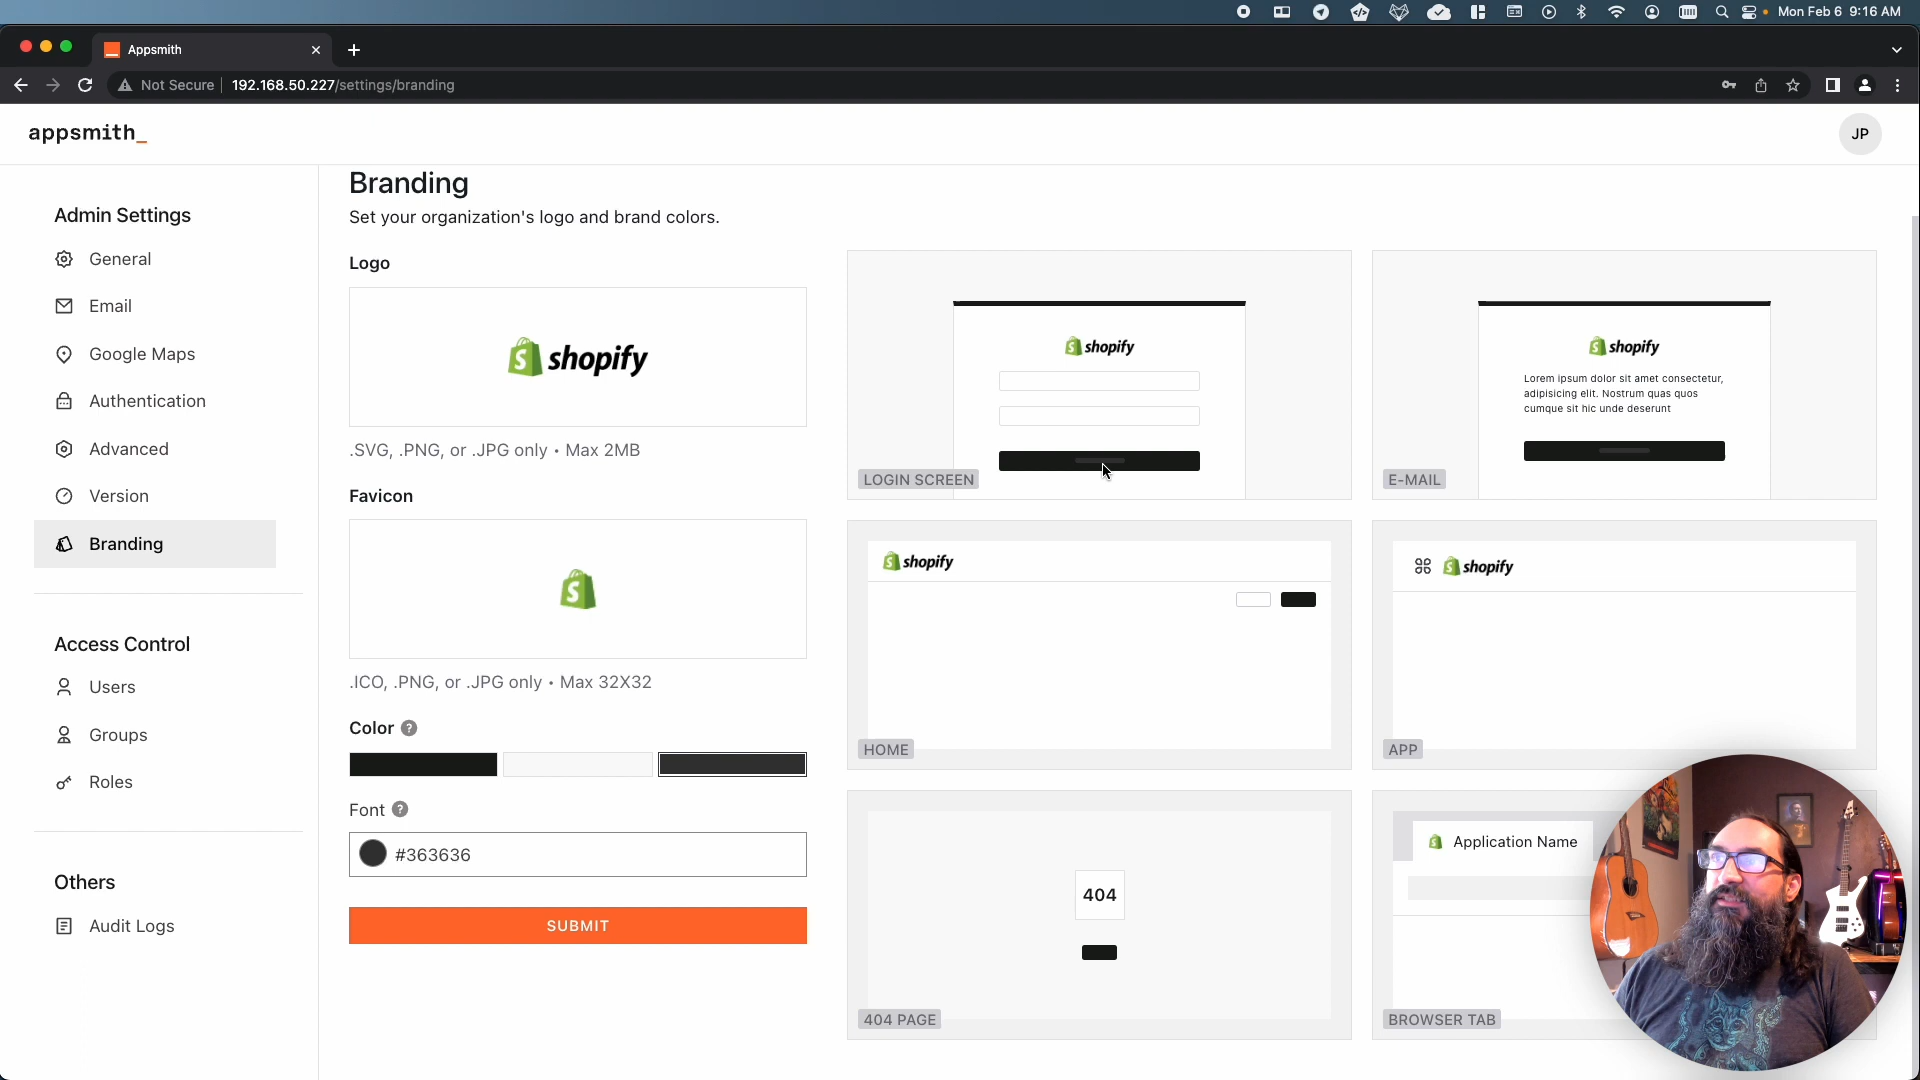 Mon Feb 6 9:16 AM
Appsmith
Not Secure 192.168.50.227/settings/branding
appsmith_
JP
Admin Settings
General
Email
Google Maps
Authentication
Advanced
Version
Branding
Access Control
Users
Groups
Roles
Others
Audit Logs
Branding
Set your organization's logo and brand colors.
Logo
shopify
.SVG, .PNG, or .JPG only • Max 2MB
Favicon
S
.ICO, .PNG, or .JPG only • Max 32X32
Color ?
Font ?
#363636
SUBMIT
shopify
LOGIN SCREEN
shopify
Lorem ipsum dolor sit amet consectetur,
adipisicing elit. Nostrum quas quos
cumque sit hic unde deserunt
E-MAIL
shopify
HOME
shopify
APP
404
404 PAGE
Application Name
BROWSER TAB